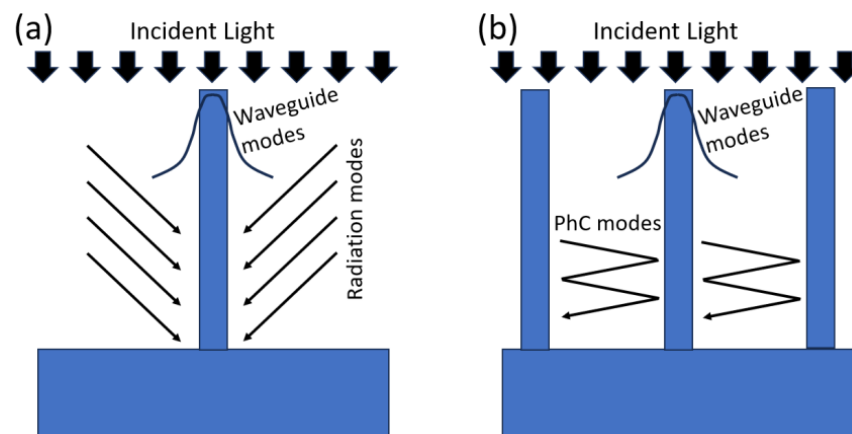 (a)
Incident Light
Waveguide
modes
Radiation modes
(b)
Incident Light
Waveguide
modes
PhC modes